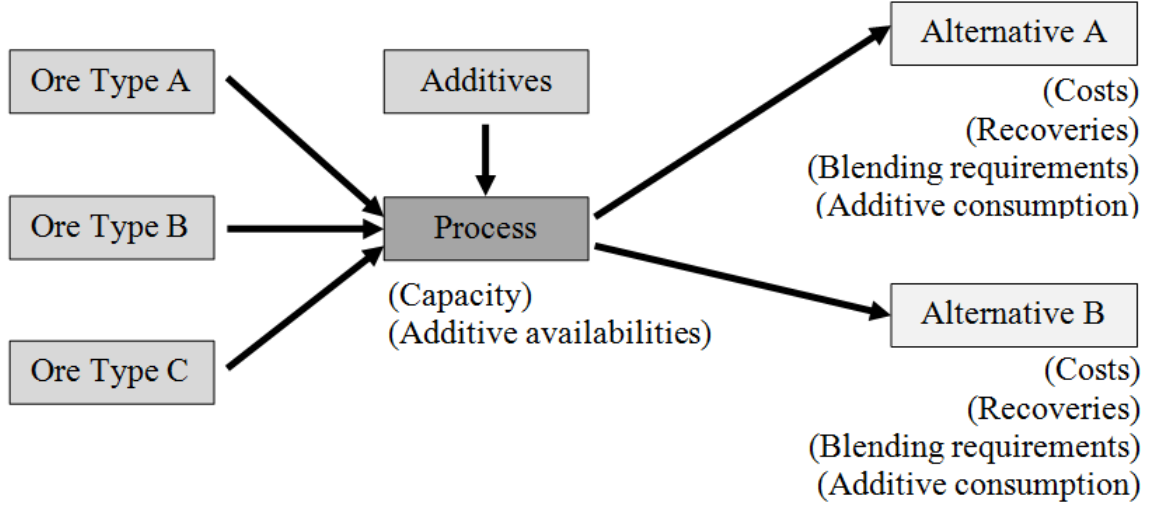 Ore Type A
Additives
Alternative A
(Costs)
(Recoveries)
(Blending requirements)
(Additive consumption)
Ore Type B
Process
(Capacity)
(Additive availabilities)
Ore Type C
Alternative B
(Costs)
(Recoveries)
(Blending requirements)
(Additive consumption)